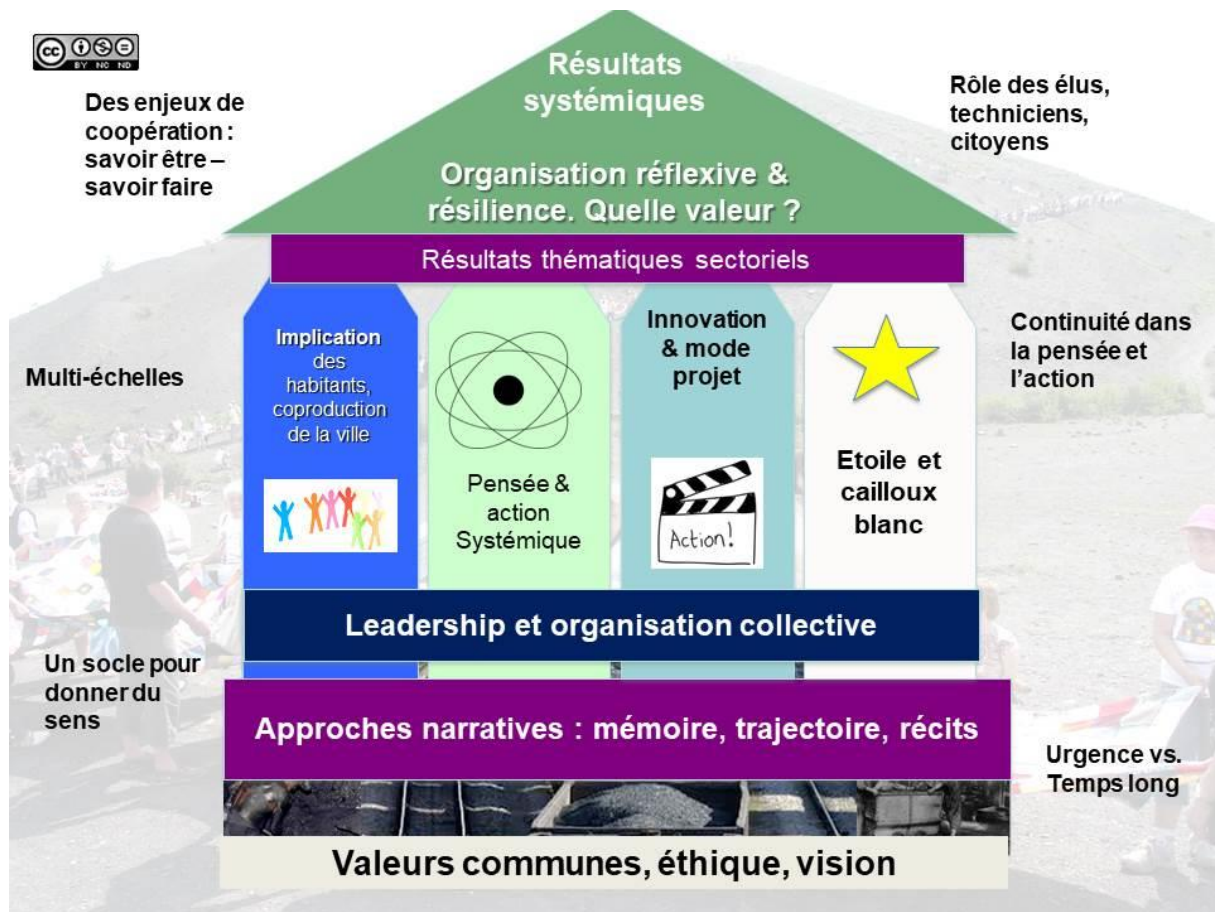 cc
BY NC ND
Des enjeux de
coopération :
savoir être –
savoir faire
Résultats
systémiques
Organisation réflexive &
résilience. Quelle valeur ?
Rôle des élus,
techniciens,
citoyens
Résultats thématiques sectoriels
Multi-échelles
Implication
des
habitants,
coproduction
de la ville
Pensée &
action
Systémique
Innovation
& mode
projet
Action!
Etoile et
cailloux
blanc
Continuité dans
la pensée et
l’action
Leadership et organisation collective
Un socle pour
donner du
sens
Approches narratives : mémoire, trajectoire, récits
Urgence vs.
Temps long
Valeurs communes, éthique, vision